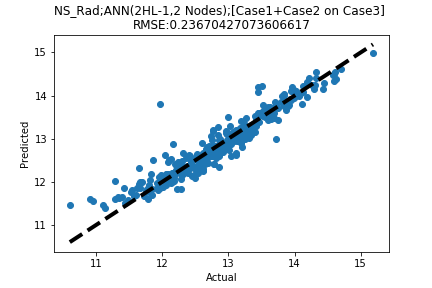 NS_Rad;ANN(2HL-1,2 Nodes);[Case1+Case2 on Case3]
RMSE:0.23670427073606617
15
14
13
12
11
Predicted
11
12
13
14
15
Actual